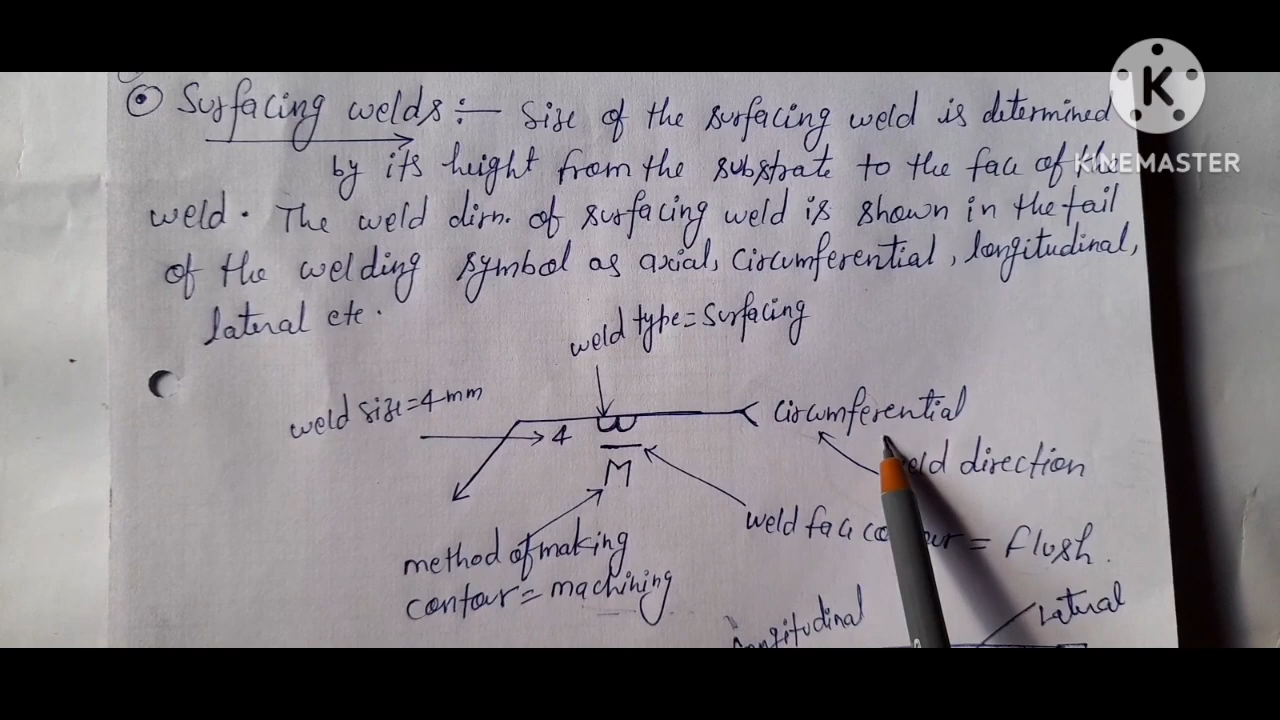 Surfacing welds:- Size of the surfacing weld is determined
by its height from the substrate to the face of the
weld. The weld dirn. of surfacing weld is shown in the tail
of the welding symbol as axial, circumferential, longitudinal,
lateral etc.
weld type = Surfacing
weld size = 4 mm
4
M
circumferential
weld direction
weld face = flush.
method of making
contour = machining
longitudinal
Lateral
K
KINEMASTER